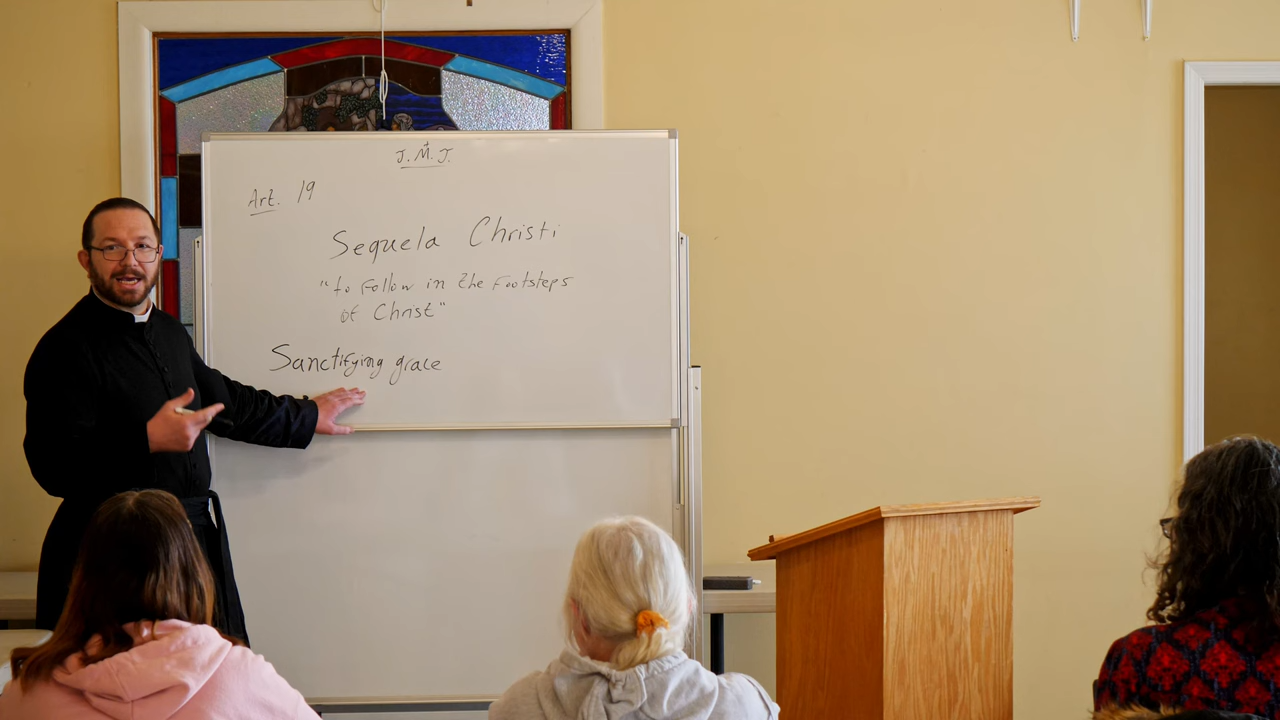 J.M.J.
Art. 19
Sequela Christi
"to Follow in the Footsteps
of Christ"
Sanctifying grace